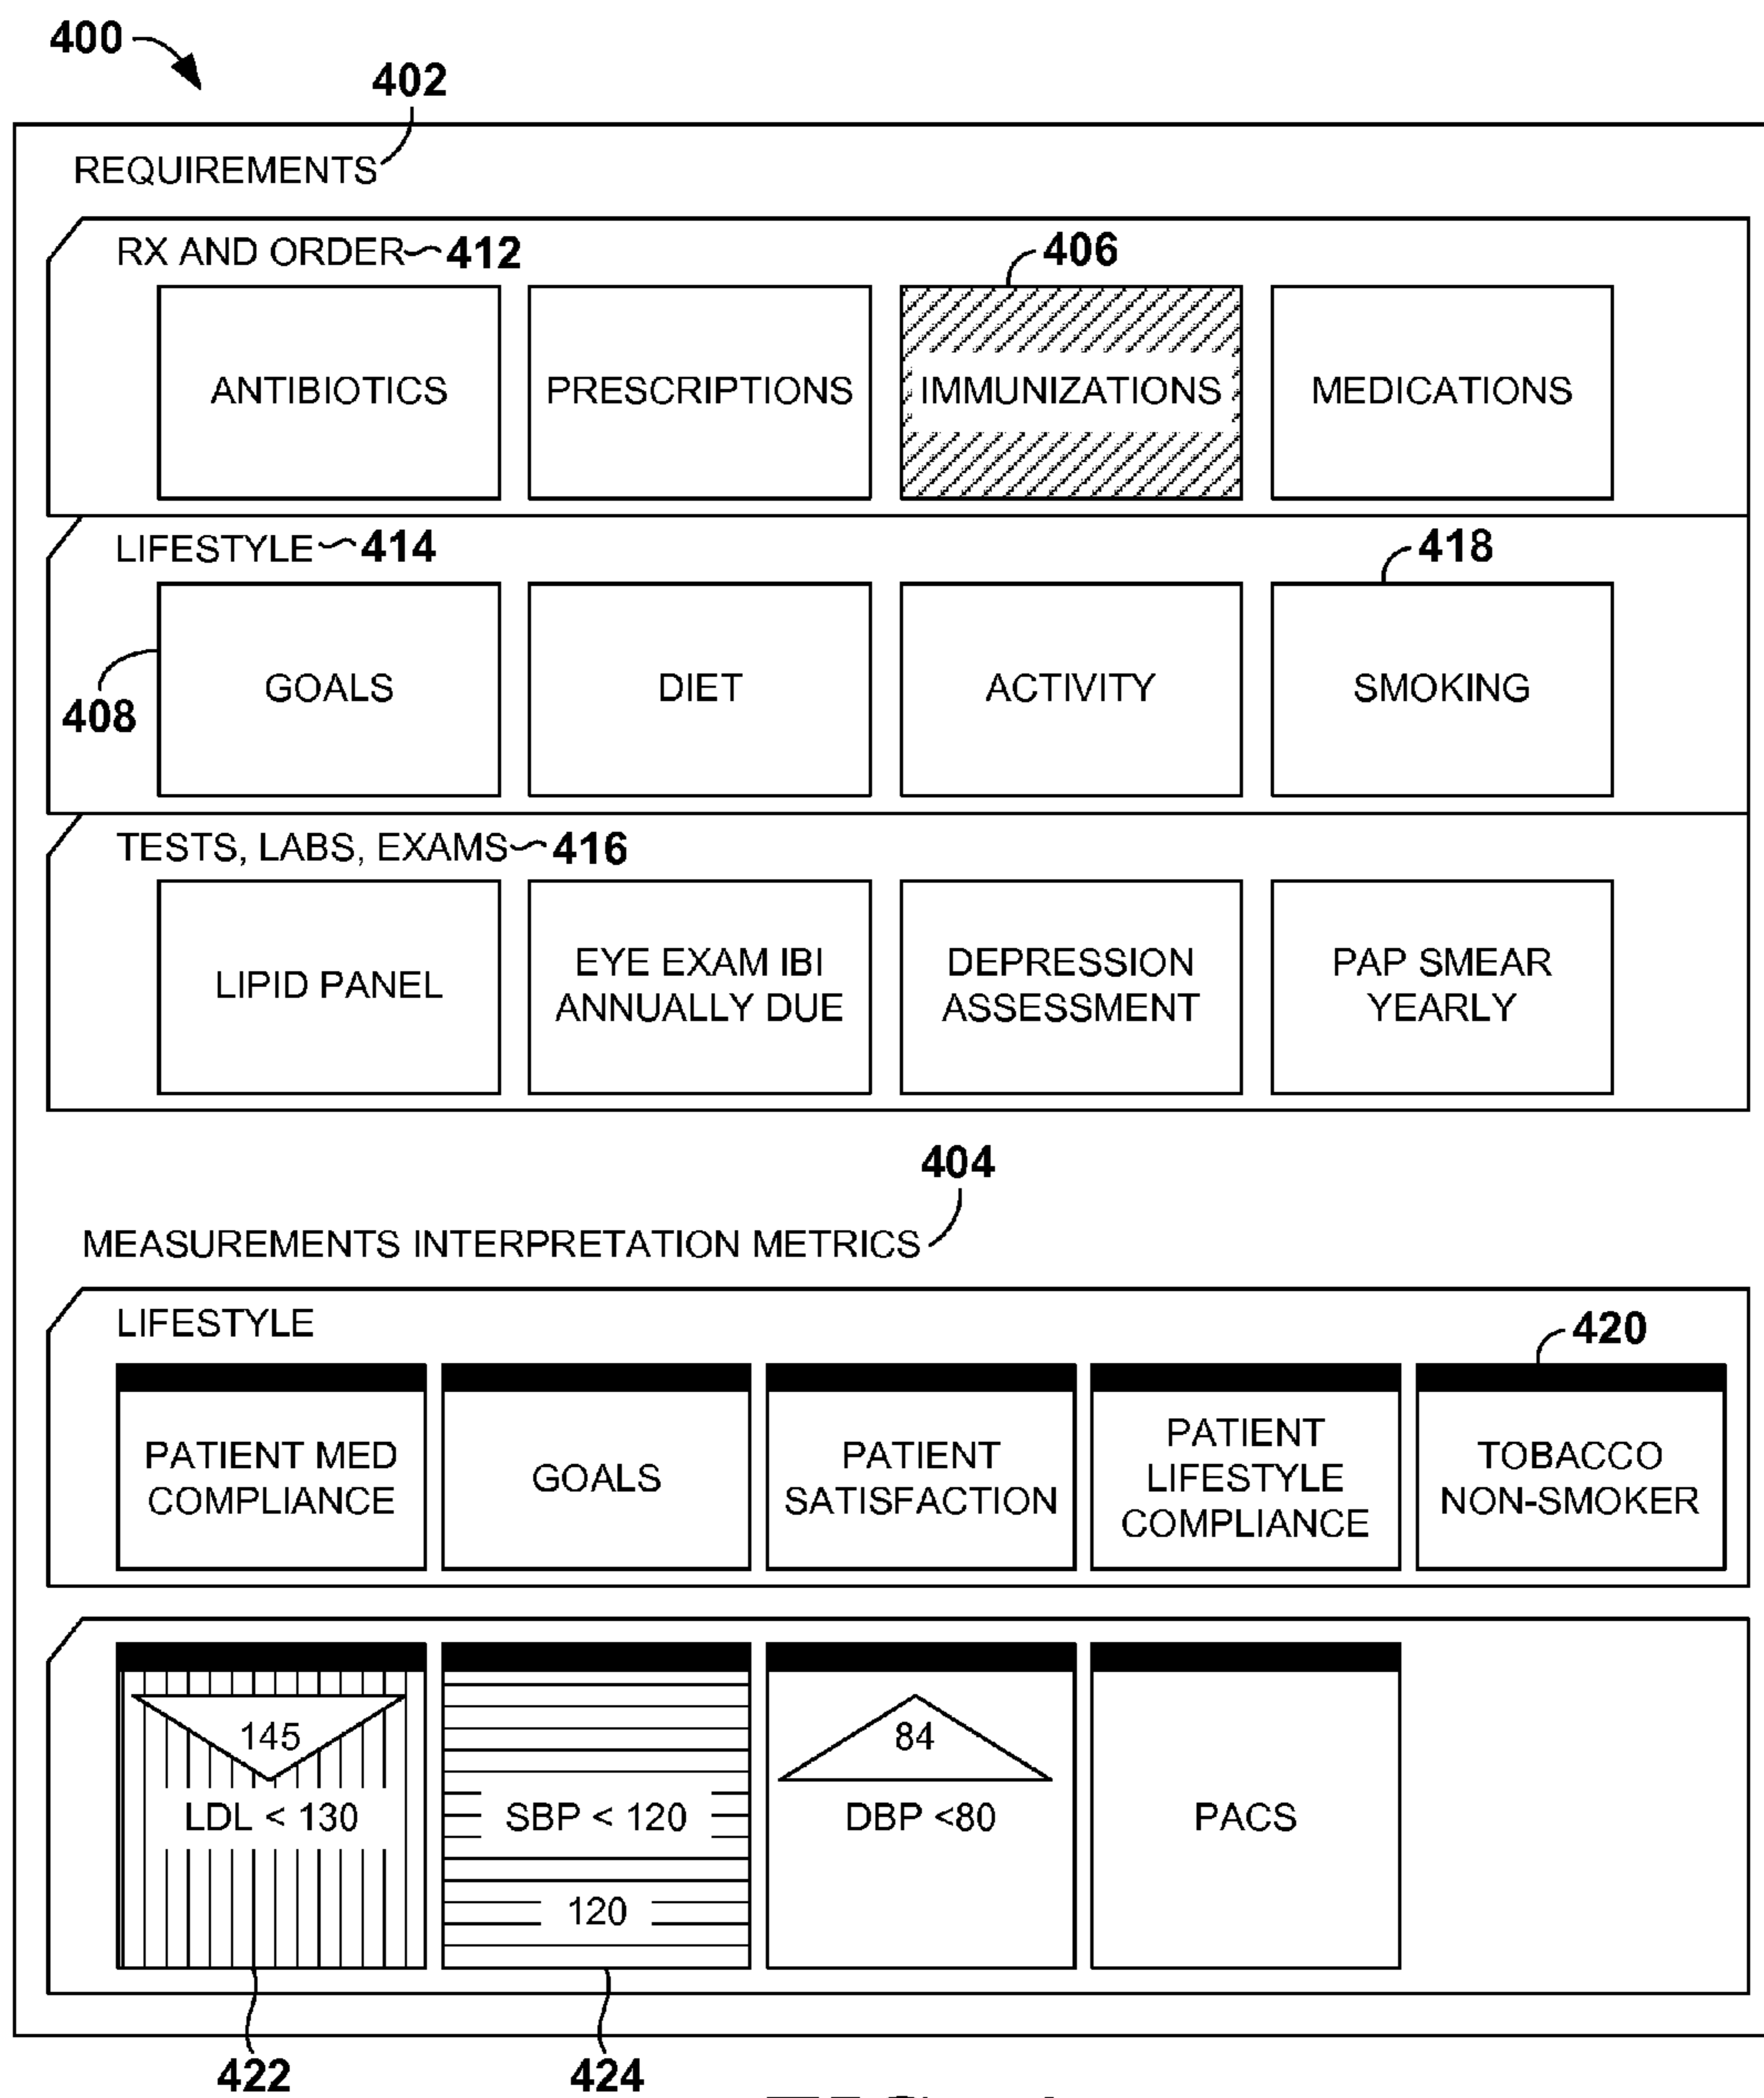 400
402
REQUIREMENTS
RX AND ORDER 412
406
ANTIBIOTICS
PRESCRIPTIONS
IMMUNIZATIONS
MEDICATIONS
LIFESTYLE 414
418
408
GOALS
DIET
ACTIVITY
SMOKING
TESTS, LABS, EXAMS 416
LIPID PANEL
EYE EXAM IBI
ANNUALLY DUE
DEPRESSION
ASSESSMENT
PAP SMEAR
YEARLY
404
MEASUREMENTS INTERPRETATION METRICS
LIFESTYLE
420
PATIENT MED
COMPLIANCE
GOALS
PATIENT
SATISFACTION
PATIENT
LIFESTYLE
COMPLIANCE
TOBACCO
NON-SMOKER
145
LDL < 130
SBP < 120
120
84
DBP <80
PACS
422
424